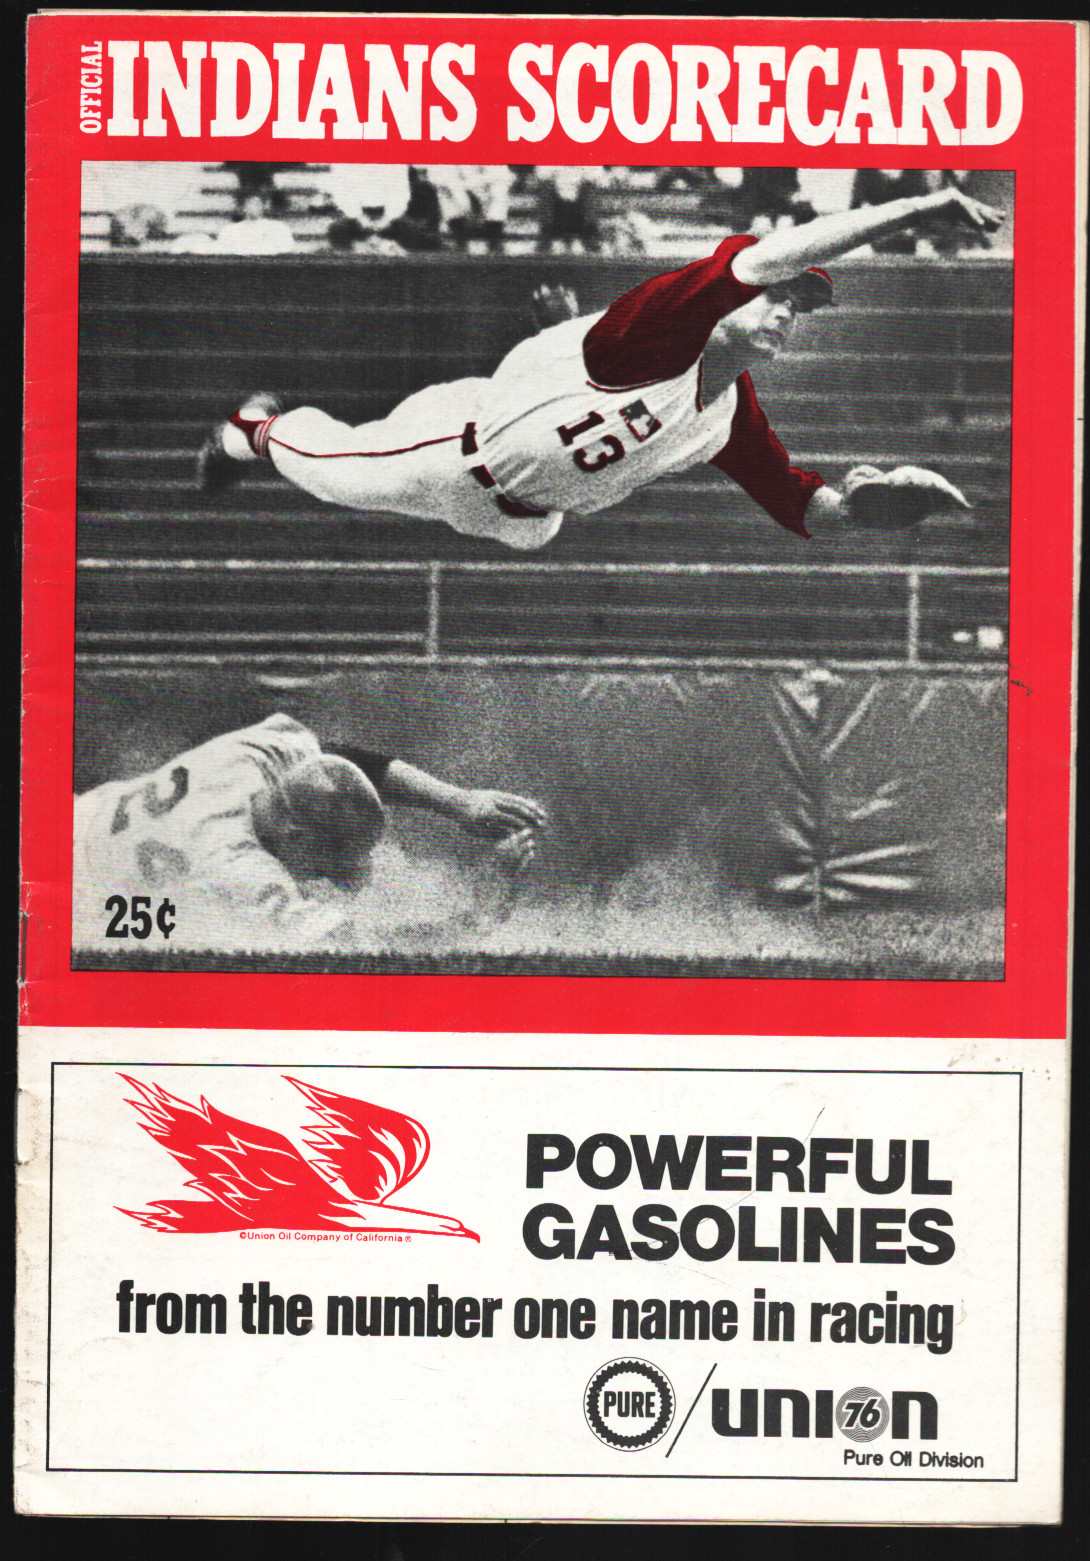 OFFICIAL
INDIANS SCORECARD
13
24
25¢
©Union Oil Company of California ®
POWERFUL
GASOLINES
from the number one name in racing
PURE / union
76
Pure Oil Division